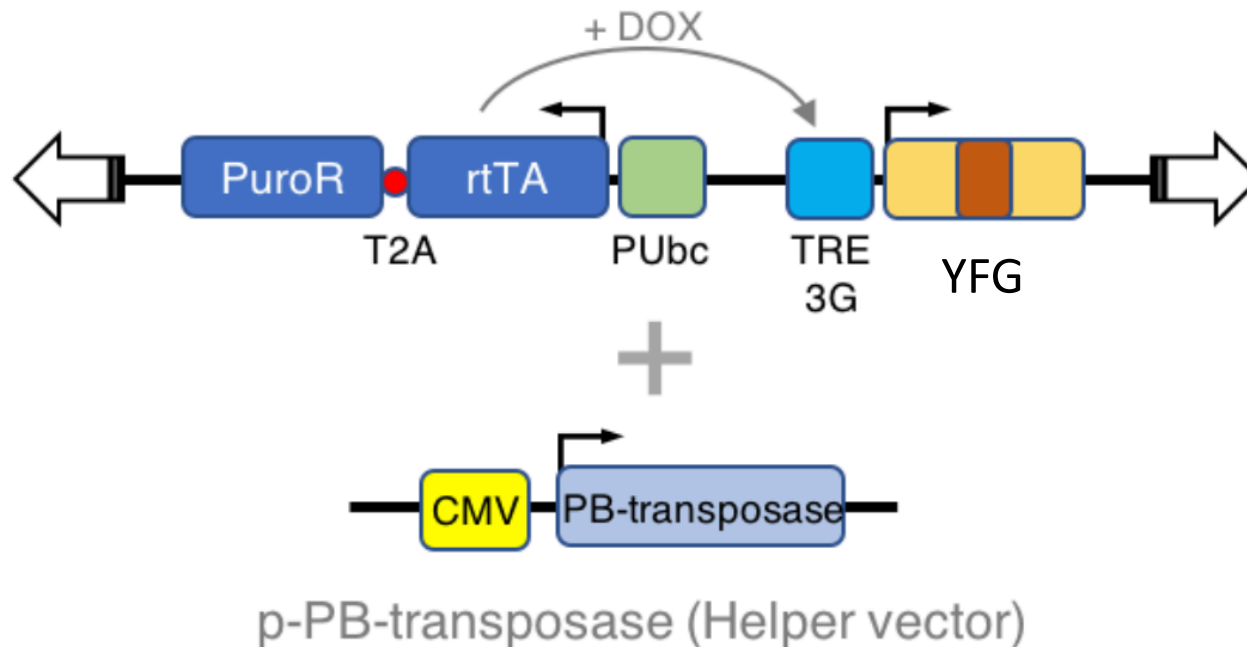 + DOX
PuroR
rtTA
T2A
PUbc
TRE
3G
YFG
+
CMV
PB-transposase
p-PB-transposase (Helper vector)